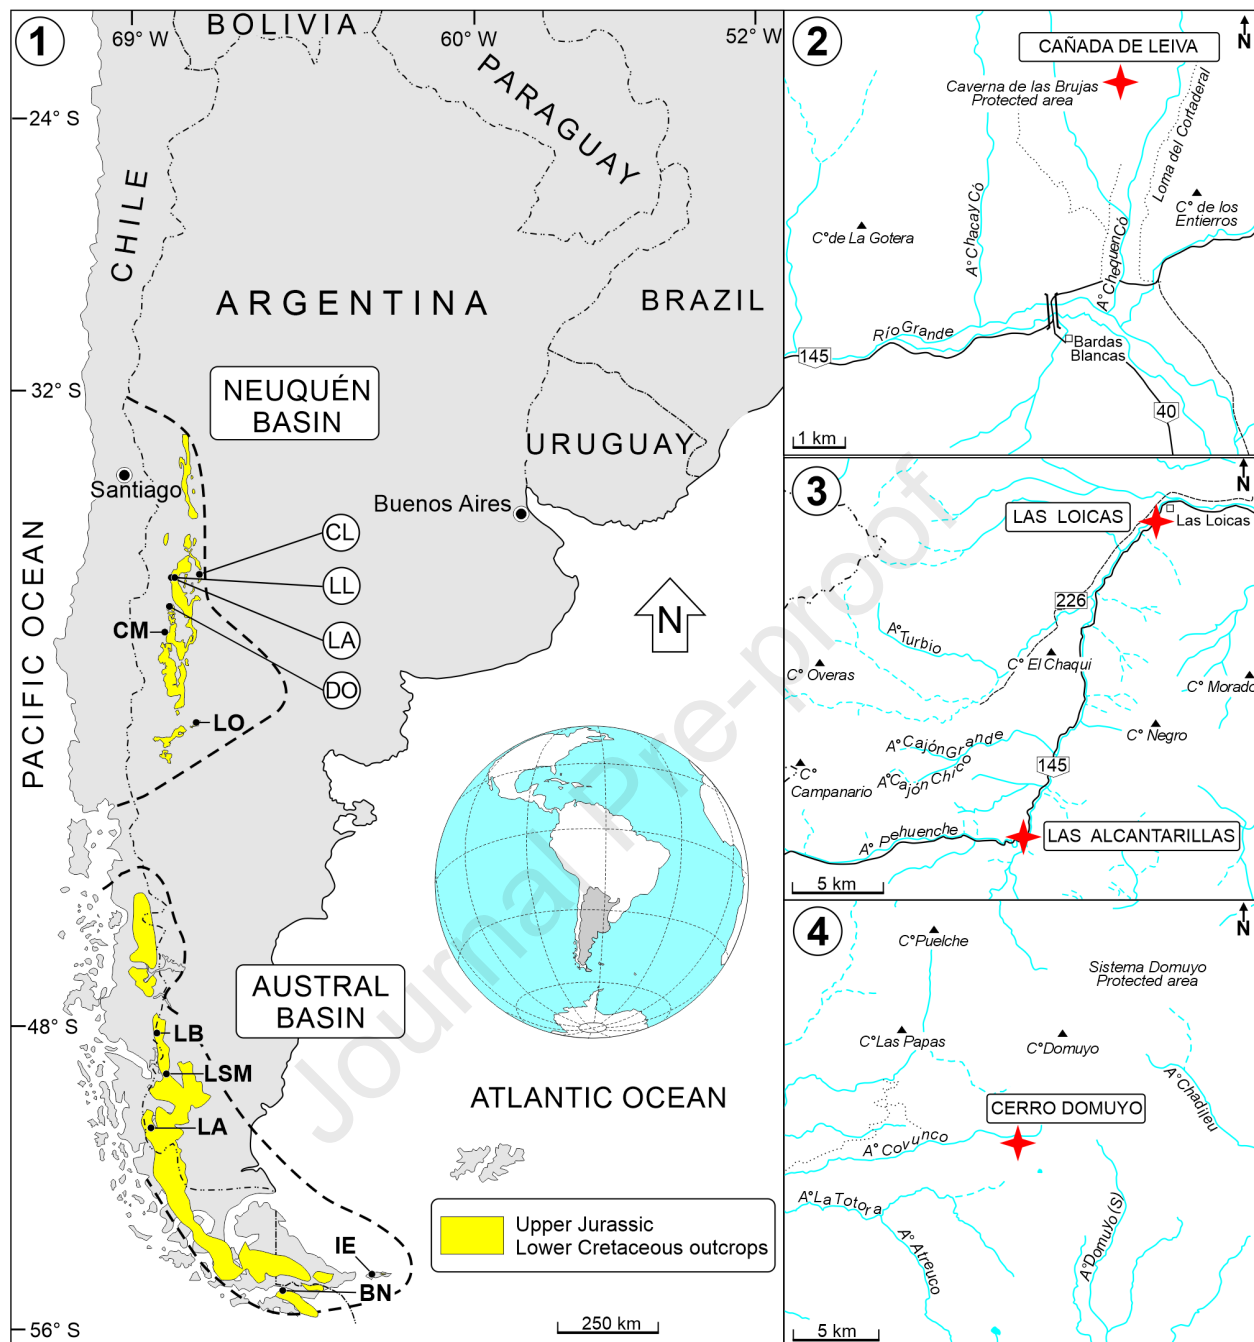 1
69° W
60° W
52° W
24° S
32° S
48° S
56° S
BOLIVIA
PARAGUAY
CHILE
ARGENTINA
BRAZIL
URUGUAY
NEUQUÉN
BASIN
Santiago
Buenos Aires
PACIFIC OCEAN
CL
LL
LA
DO
CM
LO
N
AUSTRAL
BASIN
LB
LSM
LA
ATLANTIC OCEAN
Upper Jurassic
Lower Cretaceous outcrops
IE
BN
250 km
Journal Pre-proof
2
N
CAÑADA DE LEIVA
Caverna de las Brujas
Protected area
Loma del Cortaderal
A° Chacay Có
A° Chequen Có
C° de La Gotera
C° de los
Entierros
Río Grande
145
Bardas
Blancas
40
1 km
3
N
LAS LOICAS
Las Loicas
226
A° Turbio
C° El Chaqui
C° Overas
C° Morado
C° Negro
A° Cajón Grande
A° Cajón Chico
145
C°
Campanario
A° Pehuenche
LAS ALCANTARILLAS
5 km
4
N
C° Puelche
Sistema Domuyo
Protected area
C° Las Papas
C° Domuyo
A° Chadileu
CERRO DOMUYO
A° Covunco
A° La Totora
A° Atreuco
A° Domuyo (S)
5 km